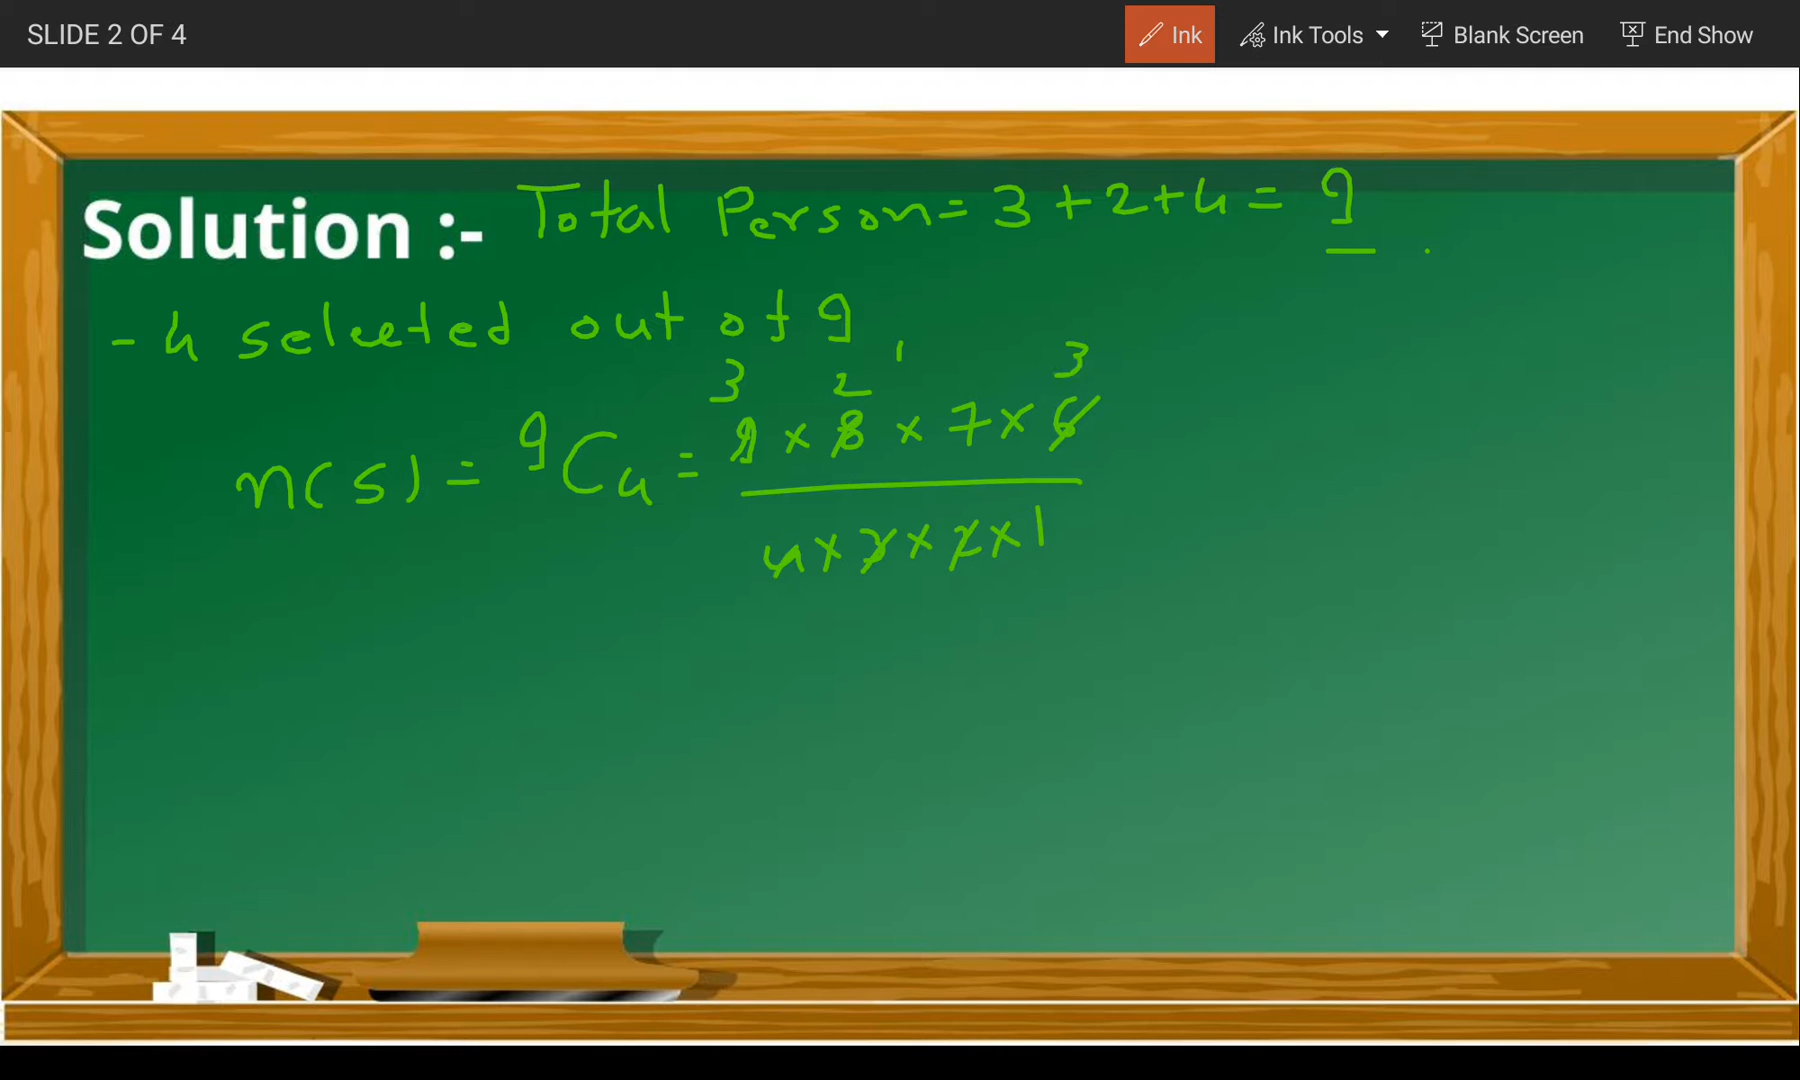 SLIDE 2 OF 4
Ink
Ink Tools
Blank Screen
End Show
Solution :- Total Person = 3 + 2 + 4 = 9
- 4 selected out of 9
3 2 1 3
n(s) = ⁹C₄ = 9 × 8 × 7 × 6
4 × 3 × 2 × 1